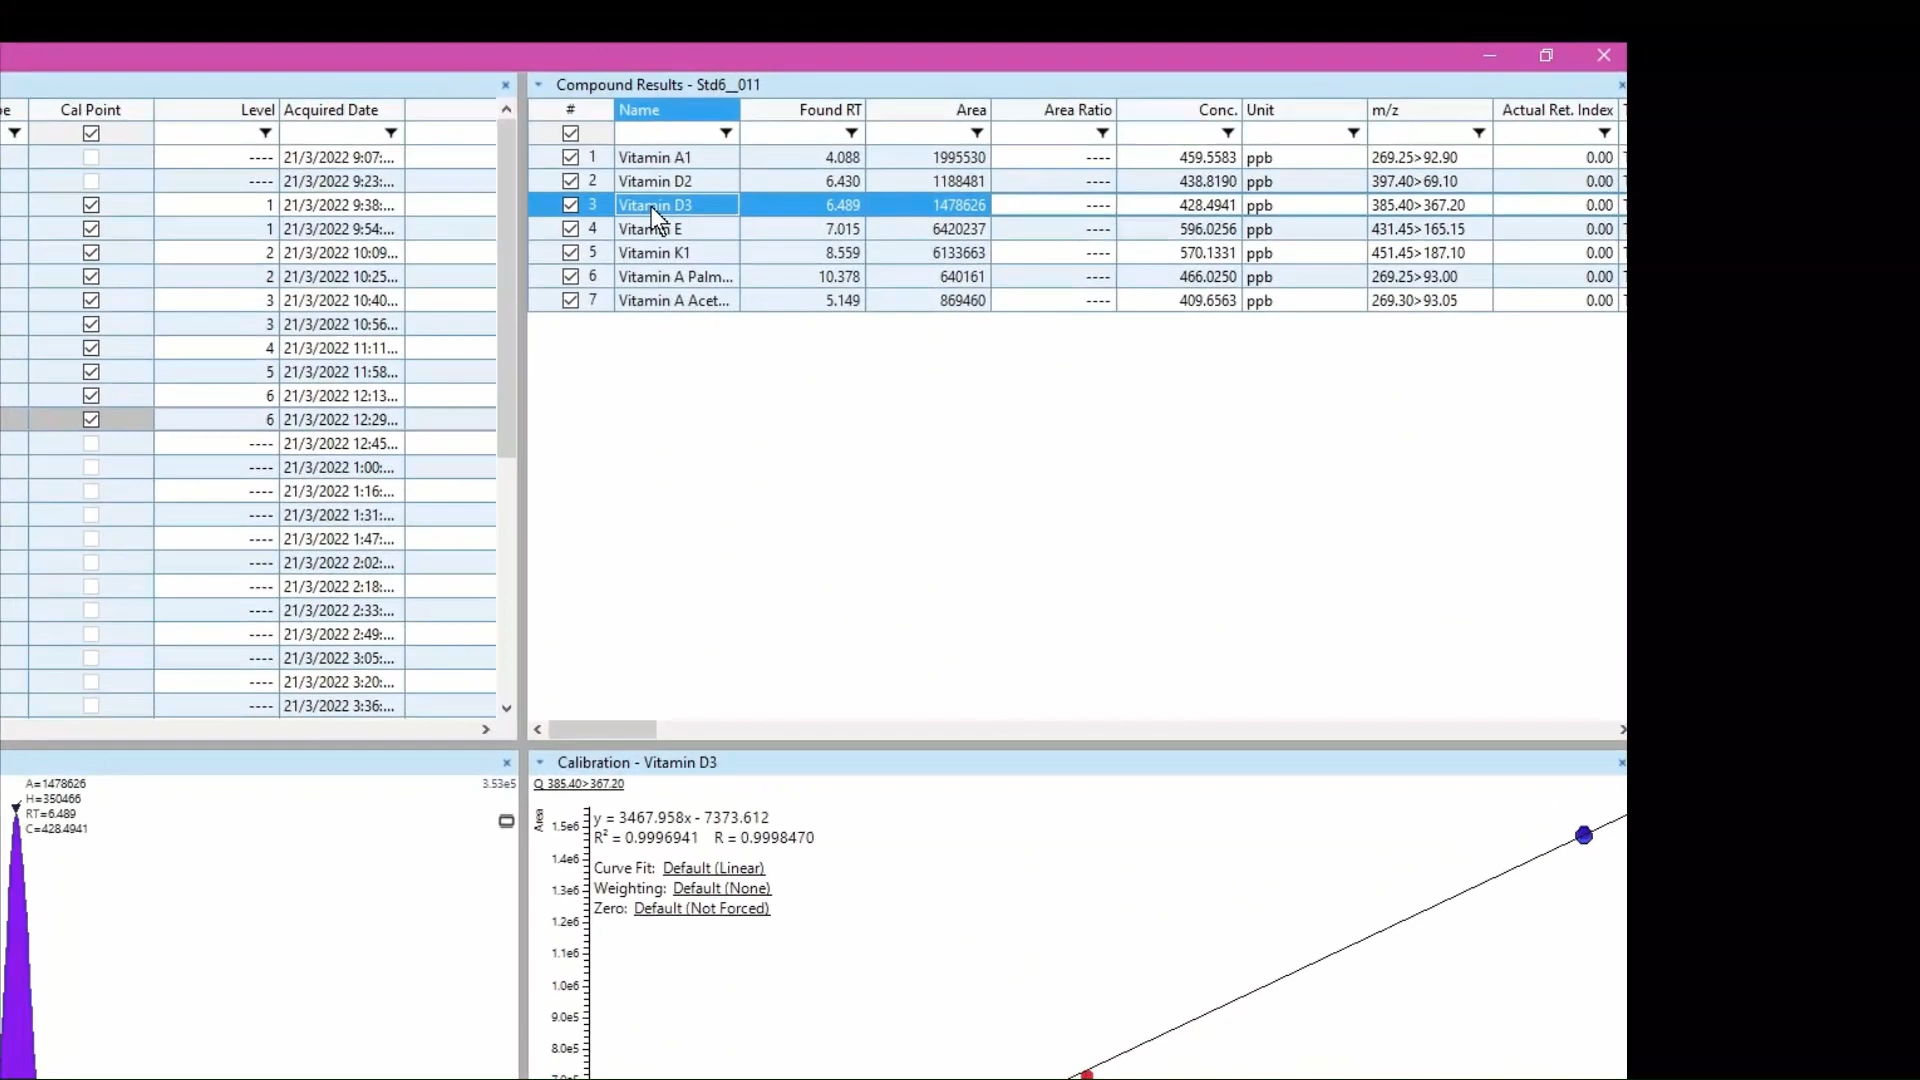 Compound Results - Std6_011
Cal Point Level Acquired Date
---- 21/3/2022 9:07:...
---- 21/3/2022 9:23:...
1 21/3/2022 9:38:...
1 21/3/2022 9:54:...
2 21/3/2022 10:09...
2 21/3/2022 10:25...
3 21/3/2022 10:40...
3 21/3/2022 10:56...
4 21/3/2022 11:11...
5 21/3/2022 11:58...
6 21/3/2022 12:13...
6 21/3/2022 12:29...
---- 21/3/2022 12:45...
---- 21/3/2022 1:00:...
---- 21/3/2022 1:16:...
---- 21/3/2022 1:31:...
---- 21/3/2022 1:47:...
---- 21/3/2022 2:02:...
---- 21/3/2022 2:18:...
---- 21/3/2022 2:33:...
---- 21/3/2022 2:49:...
---- 21/3/2022 3:05:...
---- 21/3/2022 3:20:...
---- 21/3/2022 3:36:...
# Name Found RT Area Area Ratio Conc. Unit m/z Actual Ret. Index
1 Vitamin A1 4.088 1995530 ---- 459.5583 ppb 269.25>92.90 0.00
2 Vitamin D2 6.430 1188481 ---- 438.8190 ppb 397.40>69.10 0.00
3 Vitamin D3 6.489 1478626 ---- 428.4941 ppb 385.40>367.20 0.00
4 Vitamin E 7.015 6420237 ---- 596.0256 ppb 431.45>165.15 0.00
5 Vitamin K1 8.559 6133663 ---- 570.1331 ppb 451.45>187.10 0.00
6 Vitamin A Palm... 10.378 640161 ---- 466.0250 ppb 269.25>93.00 0.00
7 Vitamin A Acet... 5.149 869460 ---- 409.6563 ppb 269.30>93.05 0.00
A=1478626
H=350466
RT=6.489
C=428.4941
3.53e5
Calibration - Vitamin D3
Q 385.40>367.20
Area
y = 3467.958x - 7373.612
R² = 0.9996941 R = 0.9998470
Curve Fit: Default (Linear)
Weighting: Default (None)
Zero: Default (Not Forced)
1.5e6
1.4e6
1.3e6
1.2e6
1.1e6
1.0e6
9.0e5
8.0e5